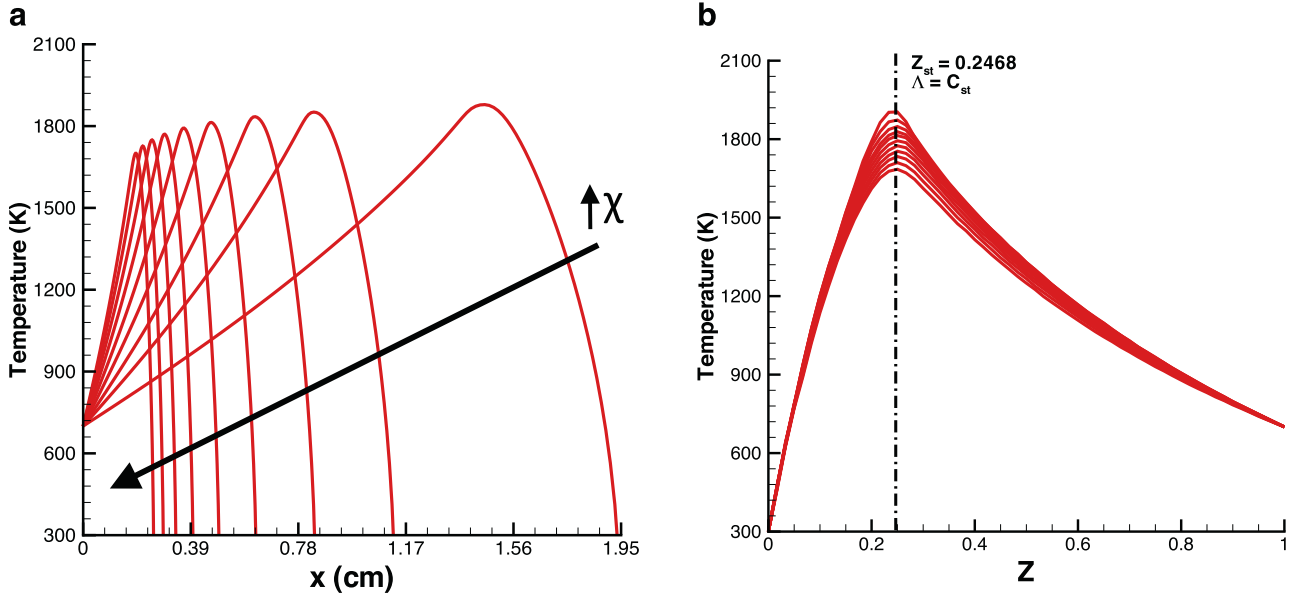 a
2100
1800
1500
1200
900
600
300
Temperature (K)
χ
0 0.39 0.78 1.17 1.56 1.95
x (cm)
b
2100
1800
1500
1200
900
600
300
Temperature (K)
Zst = 0.2468
Λ = Cst
0 0.2 0.4 0.6 0.8 1
Z